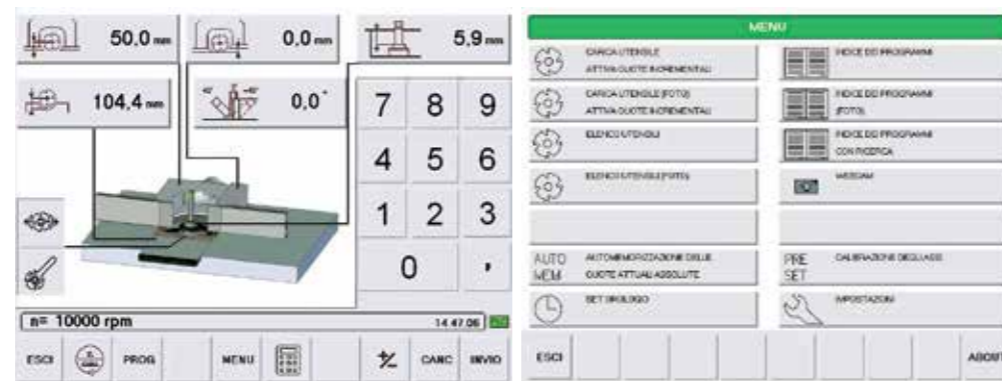 50,0 mm
0,0 mm
5,9 mm
104,4 mm
45° -45°
0,0°
7 8 9
4 5 6
1 2 3
0 ,
n= 10000 rpm
14.47.06
ESCI
PROG
MENU
+/-
CANC
INVIO
MENU
CARICA UTENSILE
ATTIVA QUOTE INCREMENTALI
INDICE DEI PROGRAMMI
CARICA UTENSILE (FOTO)
ATTIVA QUOTE INCREMENTALI
INDICE DEI PROGRAMMI
(FOTO)
ELENCO UTENSILI
INDICE DEI PROGRAMMI
CON RICERCA
ELENCO UTENSILI (FOTO)
WEBCAM
AUTO
MEM
AUTOMEMORIZZAZIONE DELLE
QUOTE ATTUALI ASSOLUTE
PRE
SET
CALIBRAZIONE DEGLI ASSI
SET OROLOGIO
IMPOSTAZIONI
ESCI
ABOUT